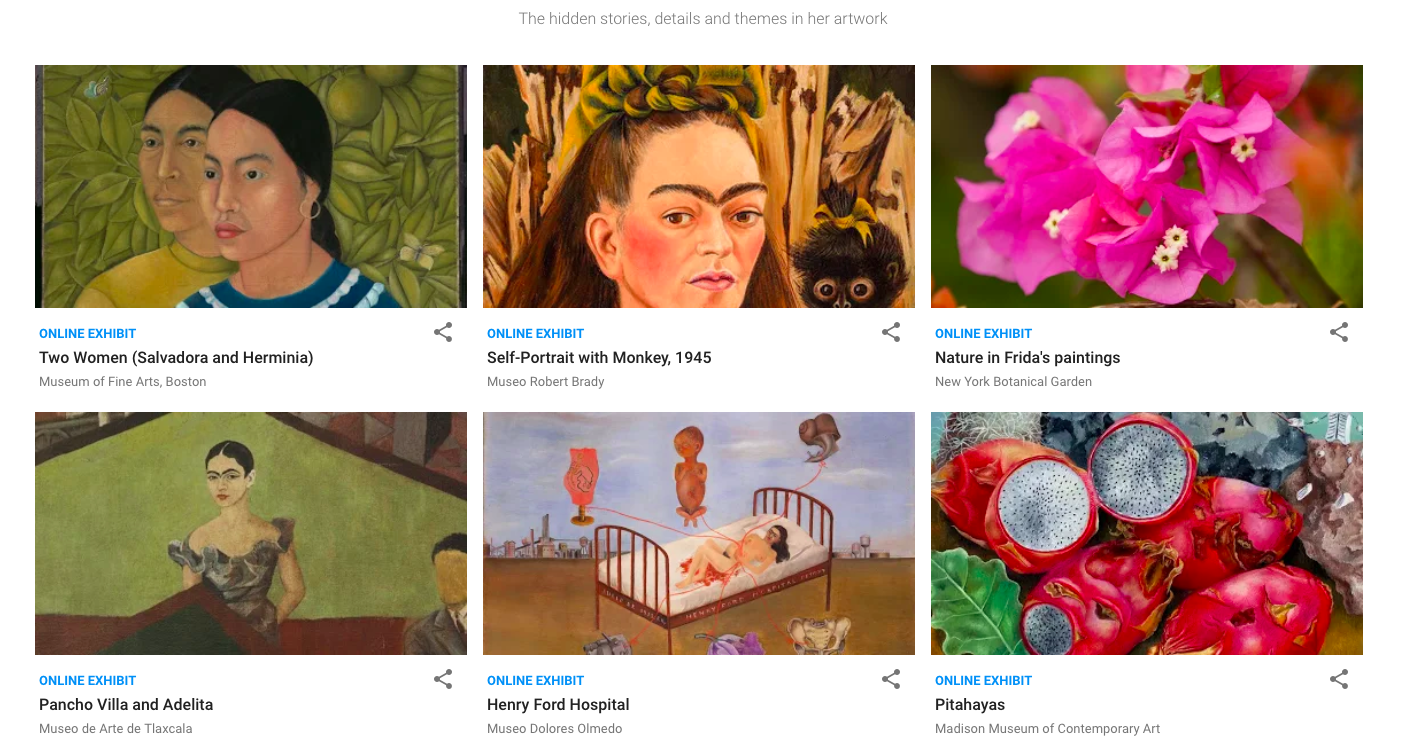 The hidden stories, details and themes in her artwork
ONLINE EXHIBIT
Two Women (Salvadora and Herminia)
Museum of Fine Arts, Boston
ONLINE EXHIBIT
Self-Portrait with Monkey, 1945
Museo Robert Brady
ONLINE EXHIBIT
Nature in Frida's paintings
New York Botanical Garden
HENRY FORD HOSPITAL
ONLINE EXHIBIT
Pancho Villa and Adelita
Museo de Arte de Tlaxcala
ONLINE EXHIBIT
Henry Ford Hospital
Museo Dolores Olmedo
ONLINE EXHIBIT
Pitahayas
Madison Museum of Contemporary Art